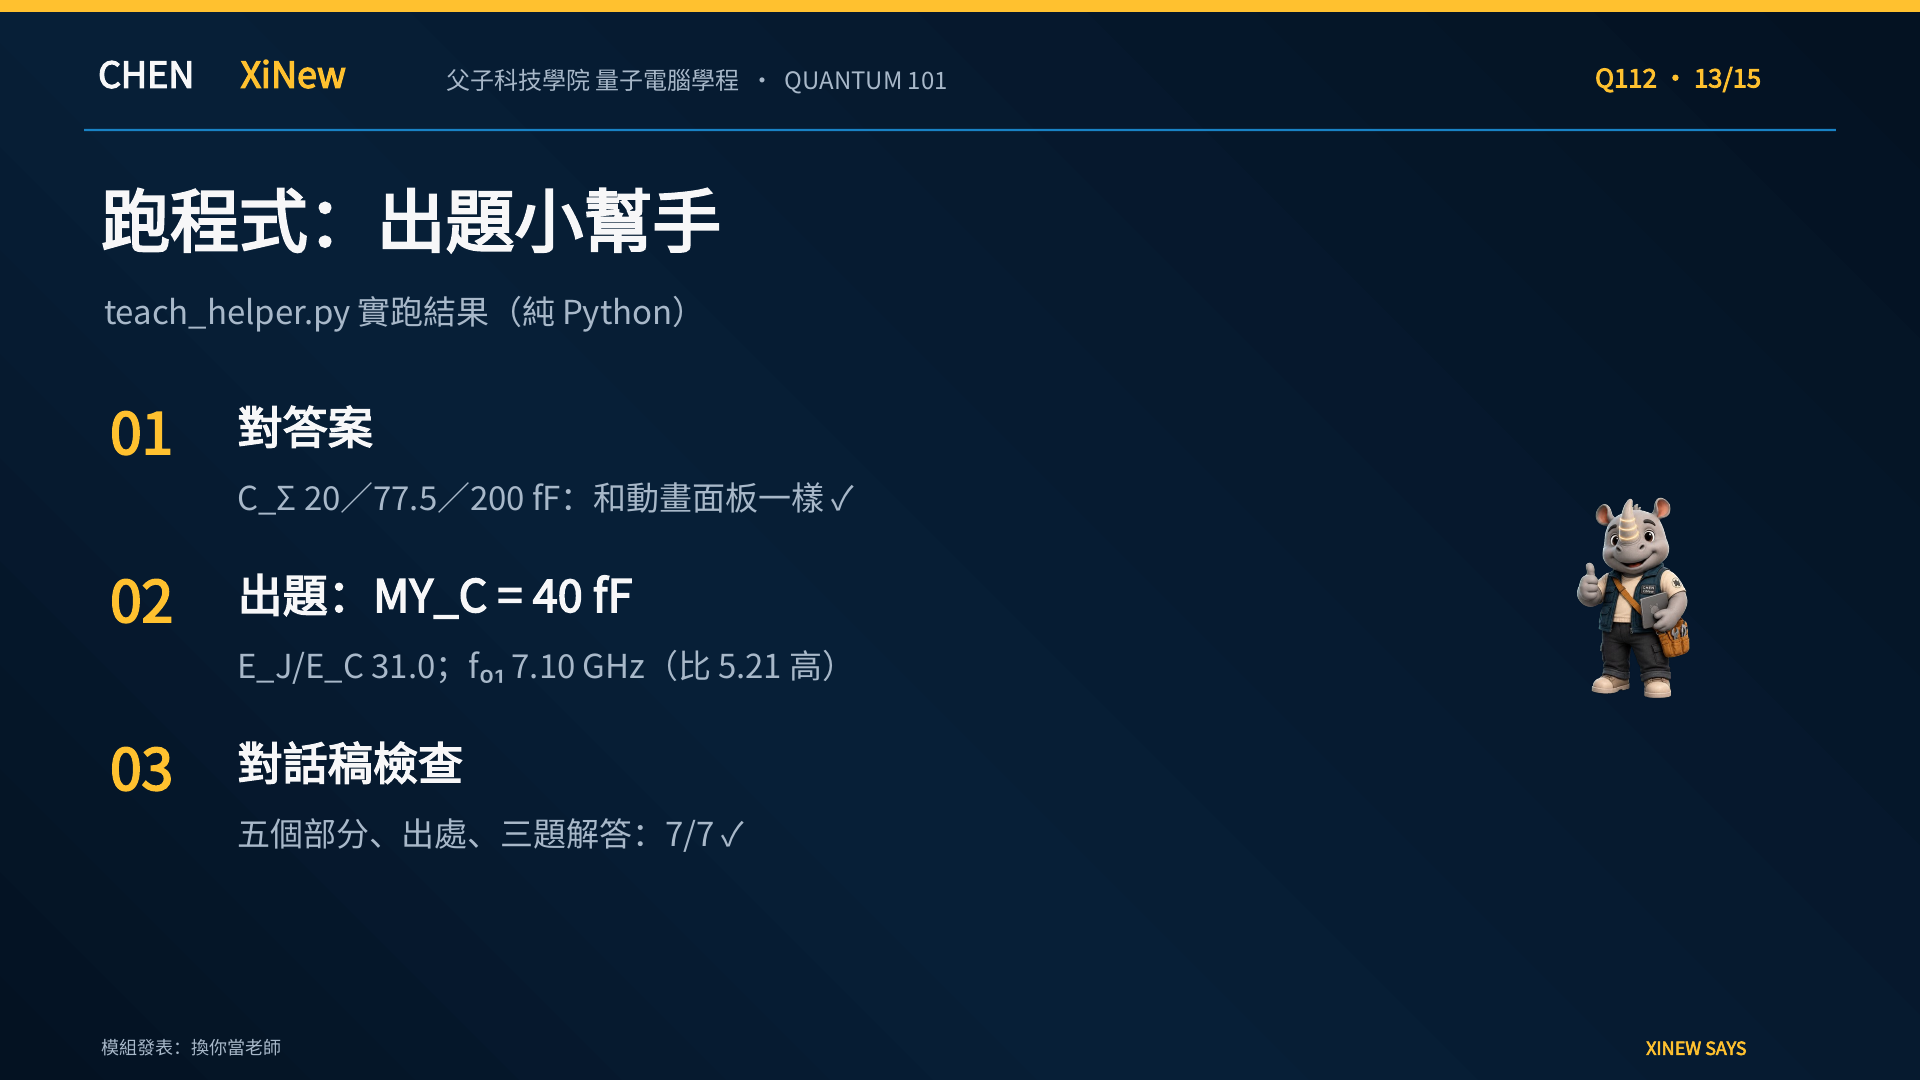 CHEN XiNew 父子科技學院 量子電腦學程 • QUANTUM 101 Q112 • 13/15
跑程式：出題小幫手
teach_helper.py 實跑結果（純 Python）
01 對答案
C_Σ 20／77.5／200 fF：和動畫面板一樣 ✓
02 出題：MY_C = 40 fF
E_J/E_C 31.0；f₀₁ 7.10 GHz（比 5.21 高）
03 對話稿檢查
五個部分、出處、三題解答：7/7 ✓
模組發表：換你當老師 XINEW SAYS